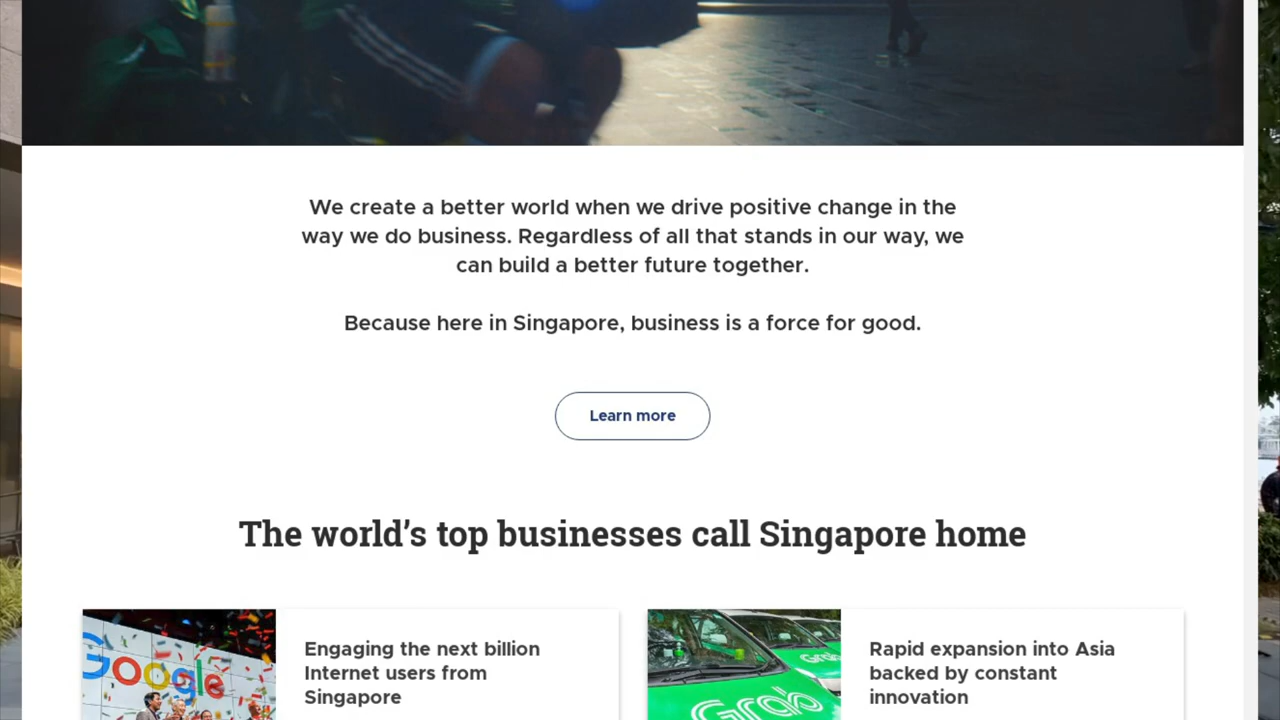 We create a better world when we drive positive change in the
way we do business. Regardless of all that stands in our way, we
can build a better future together.
Because here in Singapore, business is a force for good.
Learn more
The world’s top businesses call Singapore home
Google
Engaging the next billion
Internet users from
Singapore
Grab
Grab
Rapid expansion into Asia
backed by constant
innovation